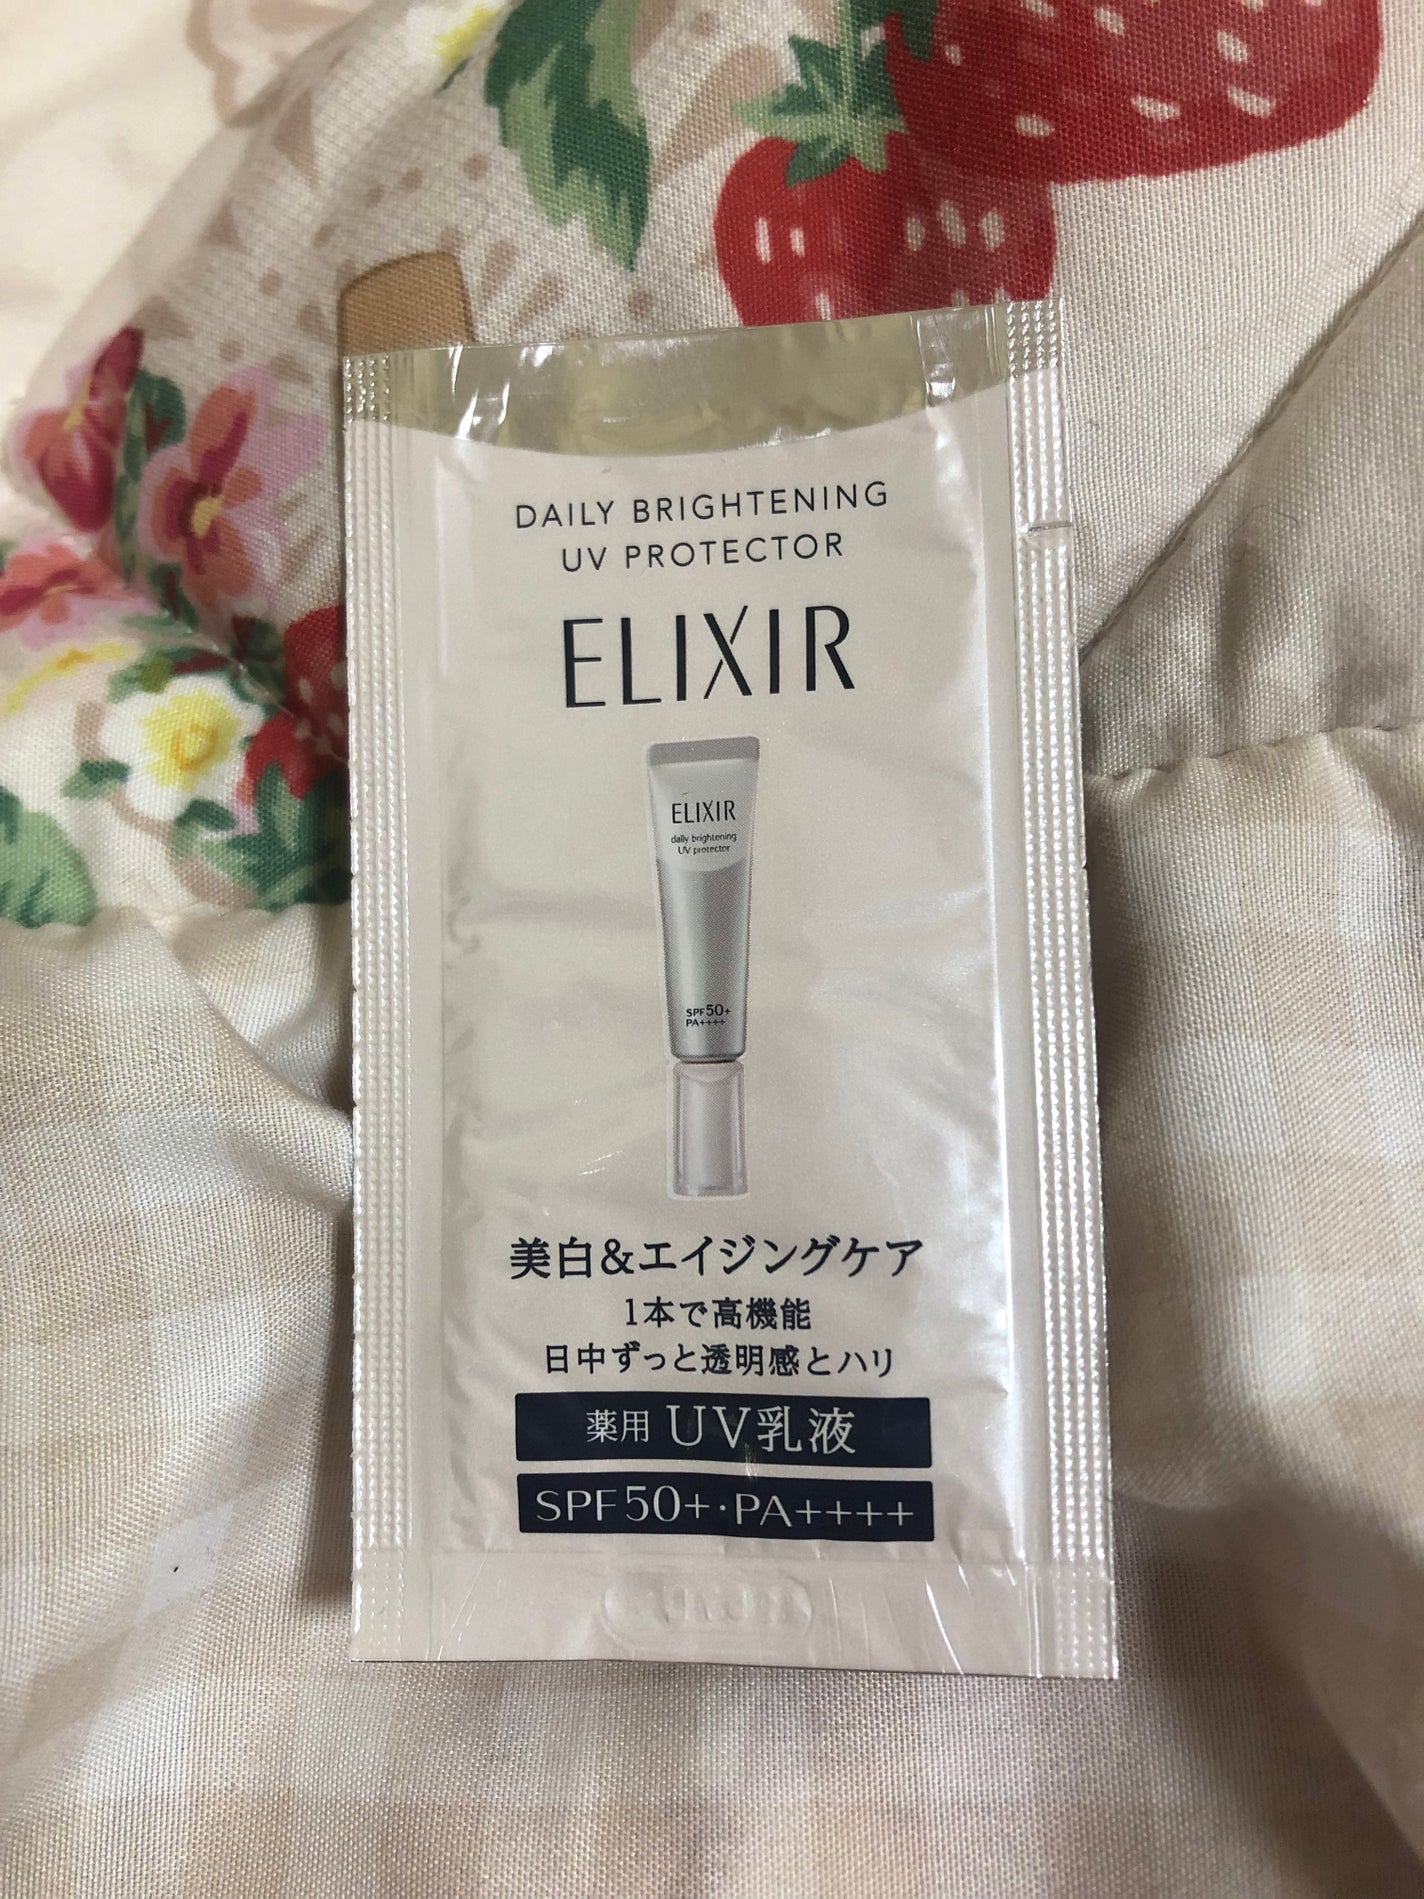 DAILY BRIGHTENING
UV PROTECTOR
ELIXIR
ELIXIR
daily brightening
UV protector
SPF50+
PA++++
美白&エイジングケア
1本で高機能
日中ずっと透明感とハリ
薬用 UV乳液
SPF50+・PA++++